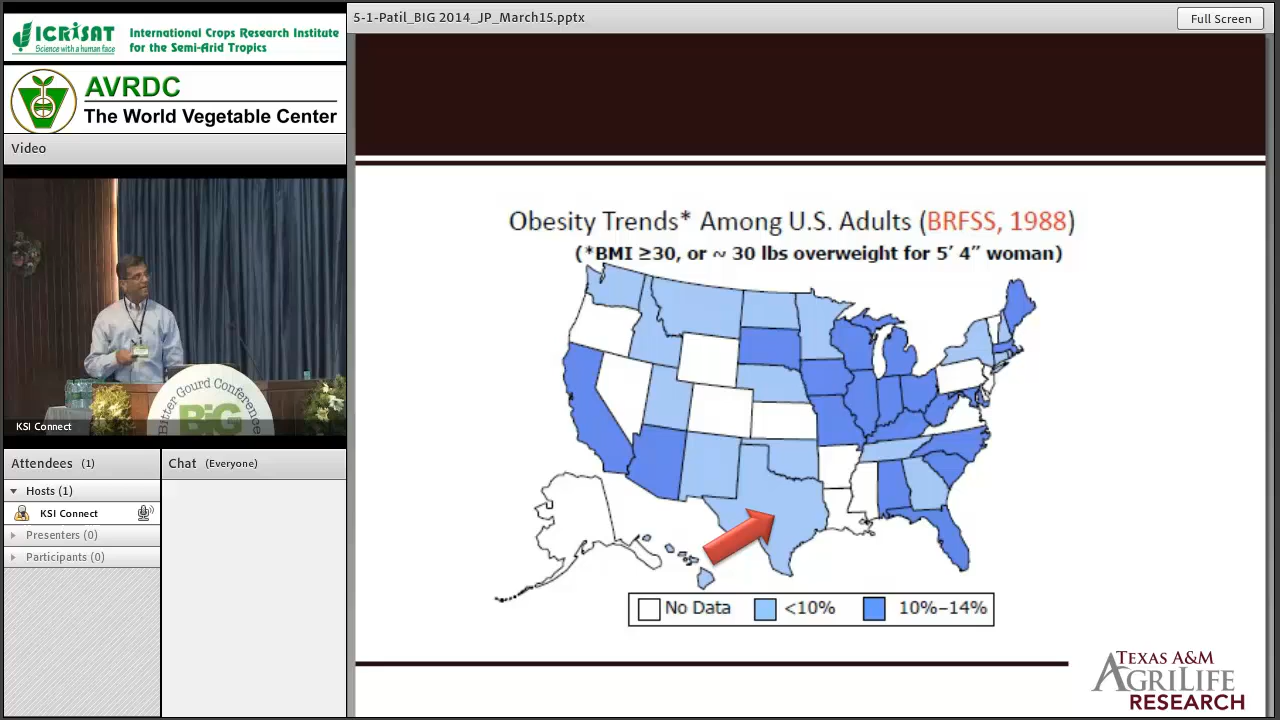 5-1-Patil_BIG 2014_JP_March15.pptx
Full Screen
ICRISAT
Science with a human face
International Crops Research Institute
for the Semi-Arid Tropics
AVRDC
The World Vegetable Center
Video
Bitter Gourd Conference
BiG
KSI Connect
Attendees (1)
Hosts (1)
KSI Connect
Presenters (0)
Participants (0)
Chat (Everyone)
Obesity Trends* Among U.S. Adults (BRFSS, 1988)
(*BMI ≥30, or ~ 30 lbs overweight for 5′ 4″ woman)
No Data <10% 10%–14%
TEXAS A&M
AGRILIFE
RESEARCH